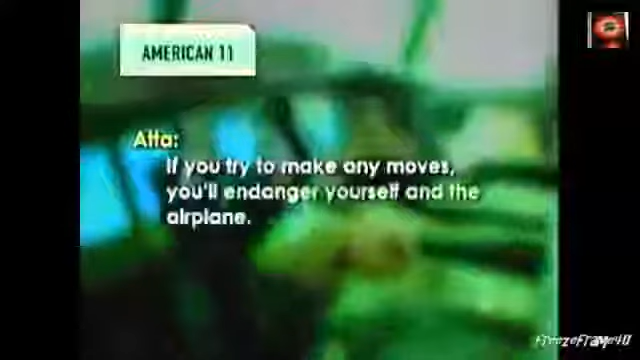 AMERICAN 11
Atta:
If you try to make any moves,
you'll endanger yourself and the
airplane.